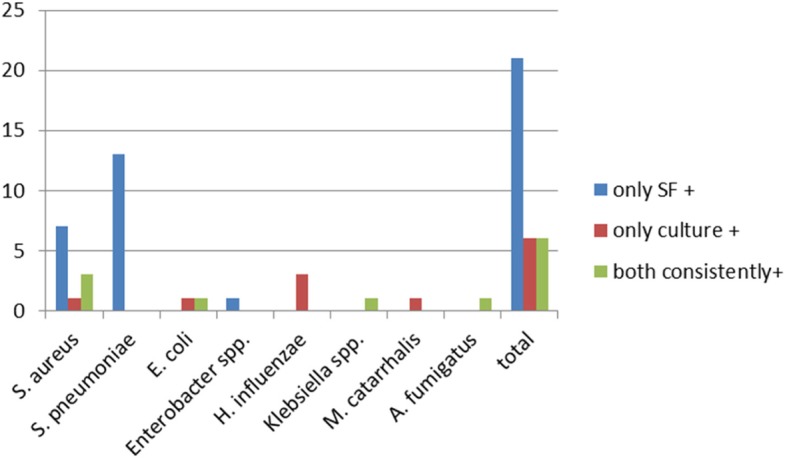 25
20
15
10
5
0
S. aureus
S. pneumoniae
E. coli
Enterobacter spp.
H. influenzae
Klebsiella spp.
M. catarrhalis
A. fumigatus
total
only SF +
only culture +
both consistently+